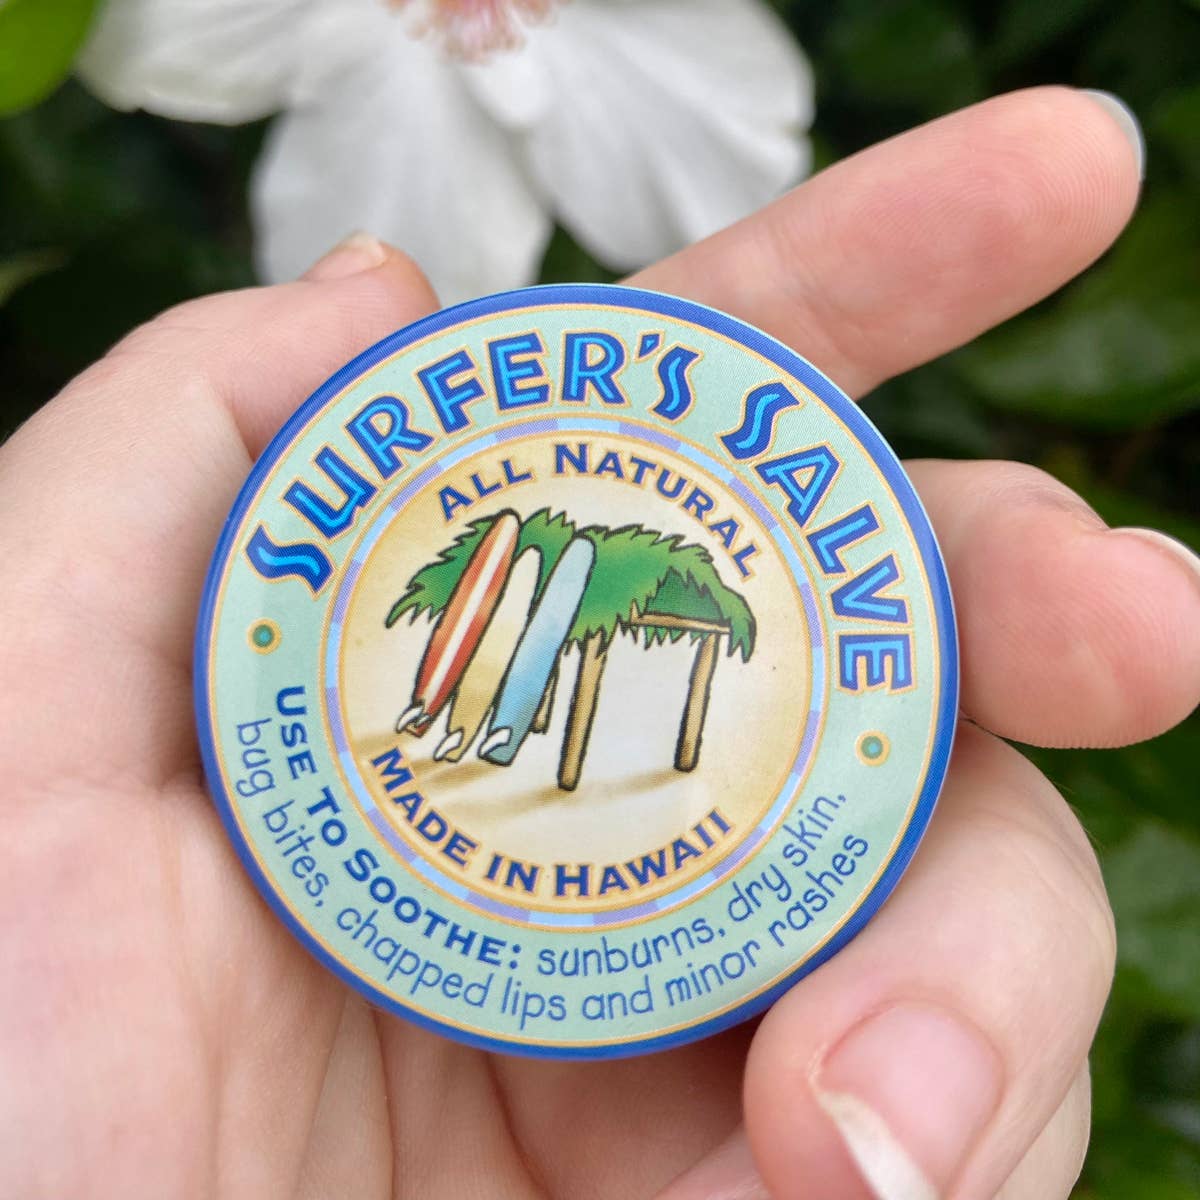 SURFER'S SALVE
ALL NATURAL
MADE IN HAWAII
USE TO SOOTHE: sunburns, dry skin,
bug bites, chapped lips and minor rashes